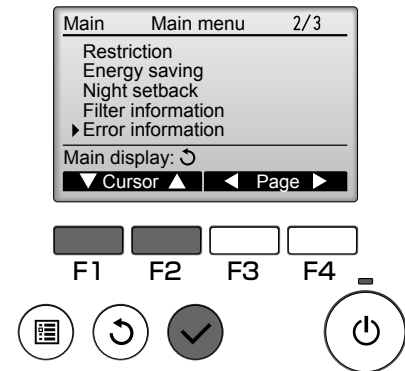 Main Main menu 2/3
Restriction
Energy saving
Night setback
Filter information
Error information
Main display:
Cursor Page
F1 F2 F3 F4